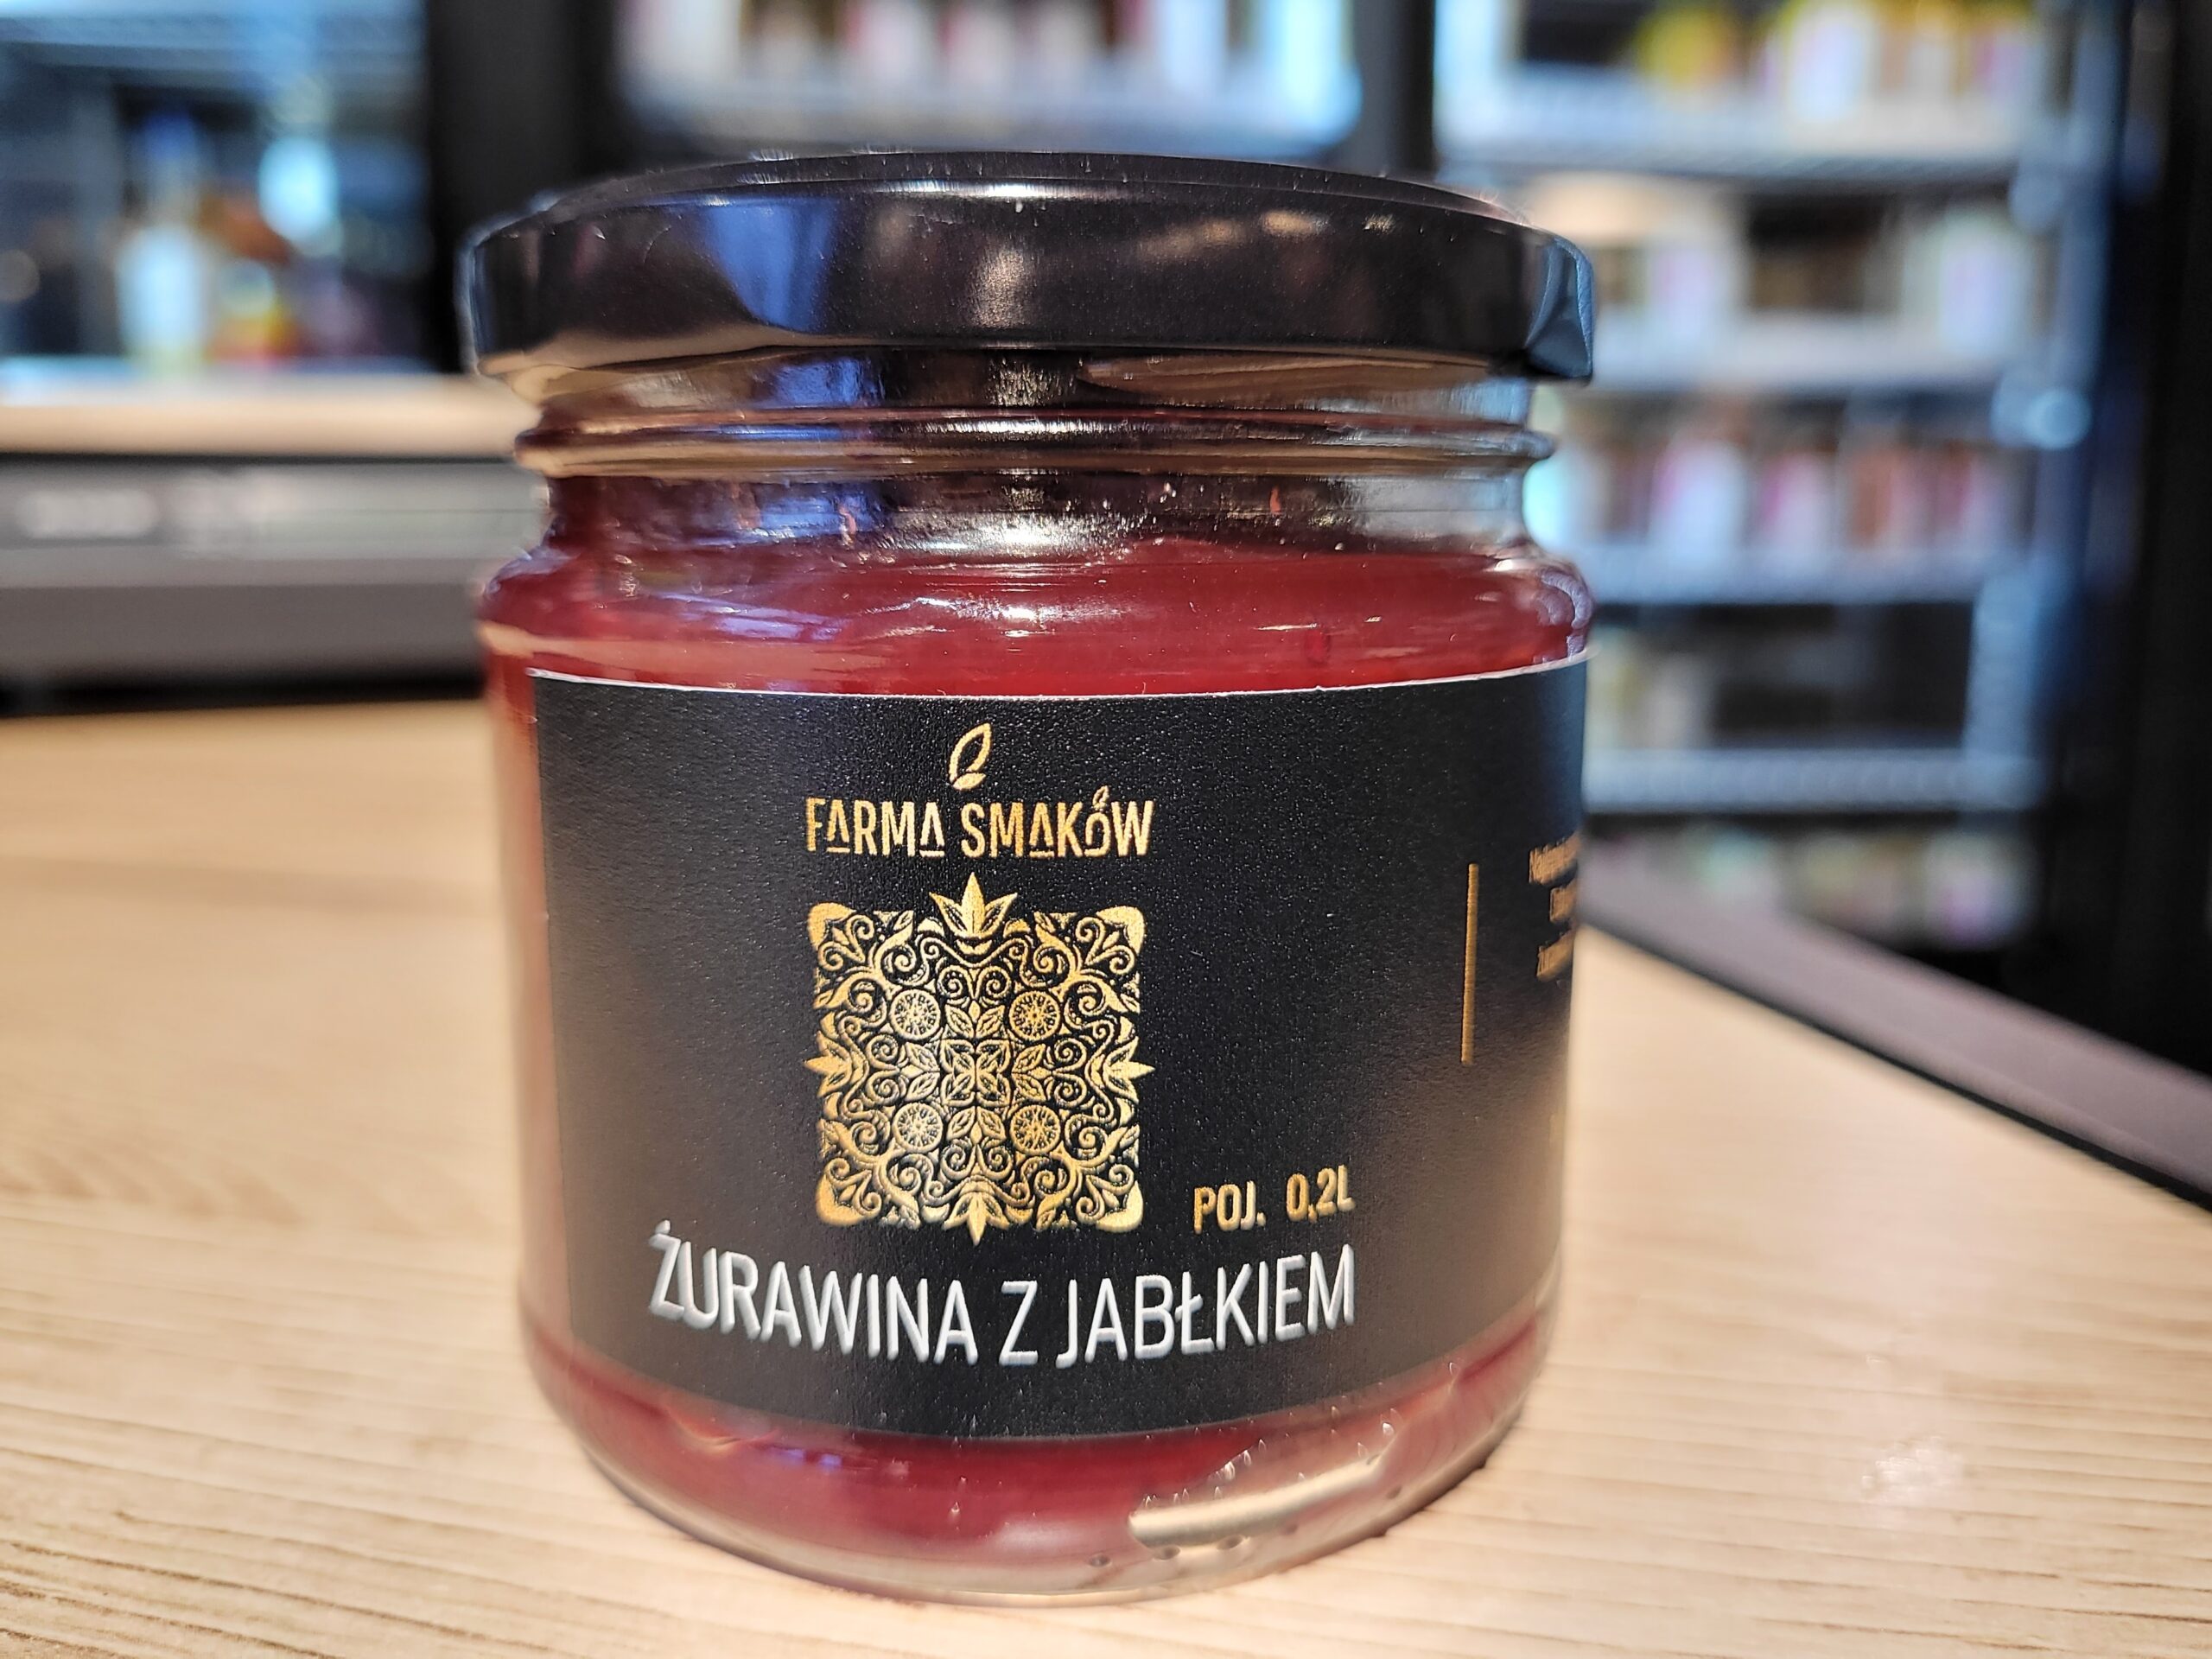 FARMA SMAKÓW
POJ. 0,2L
ŻURAWINA Z JABŁKIEM